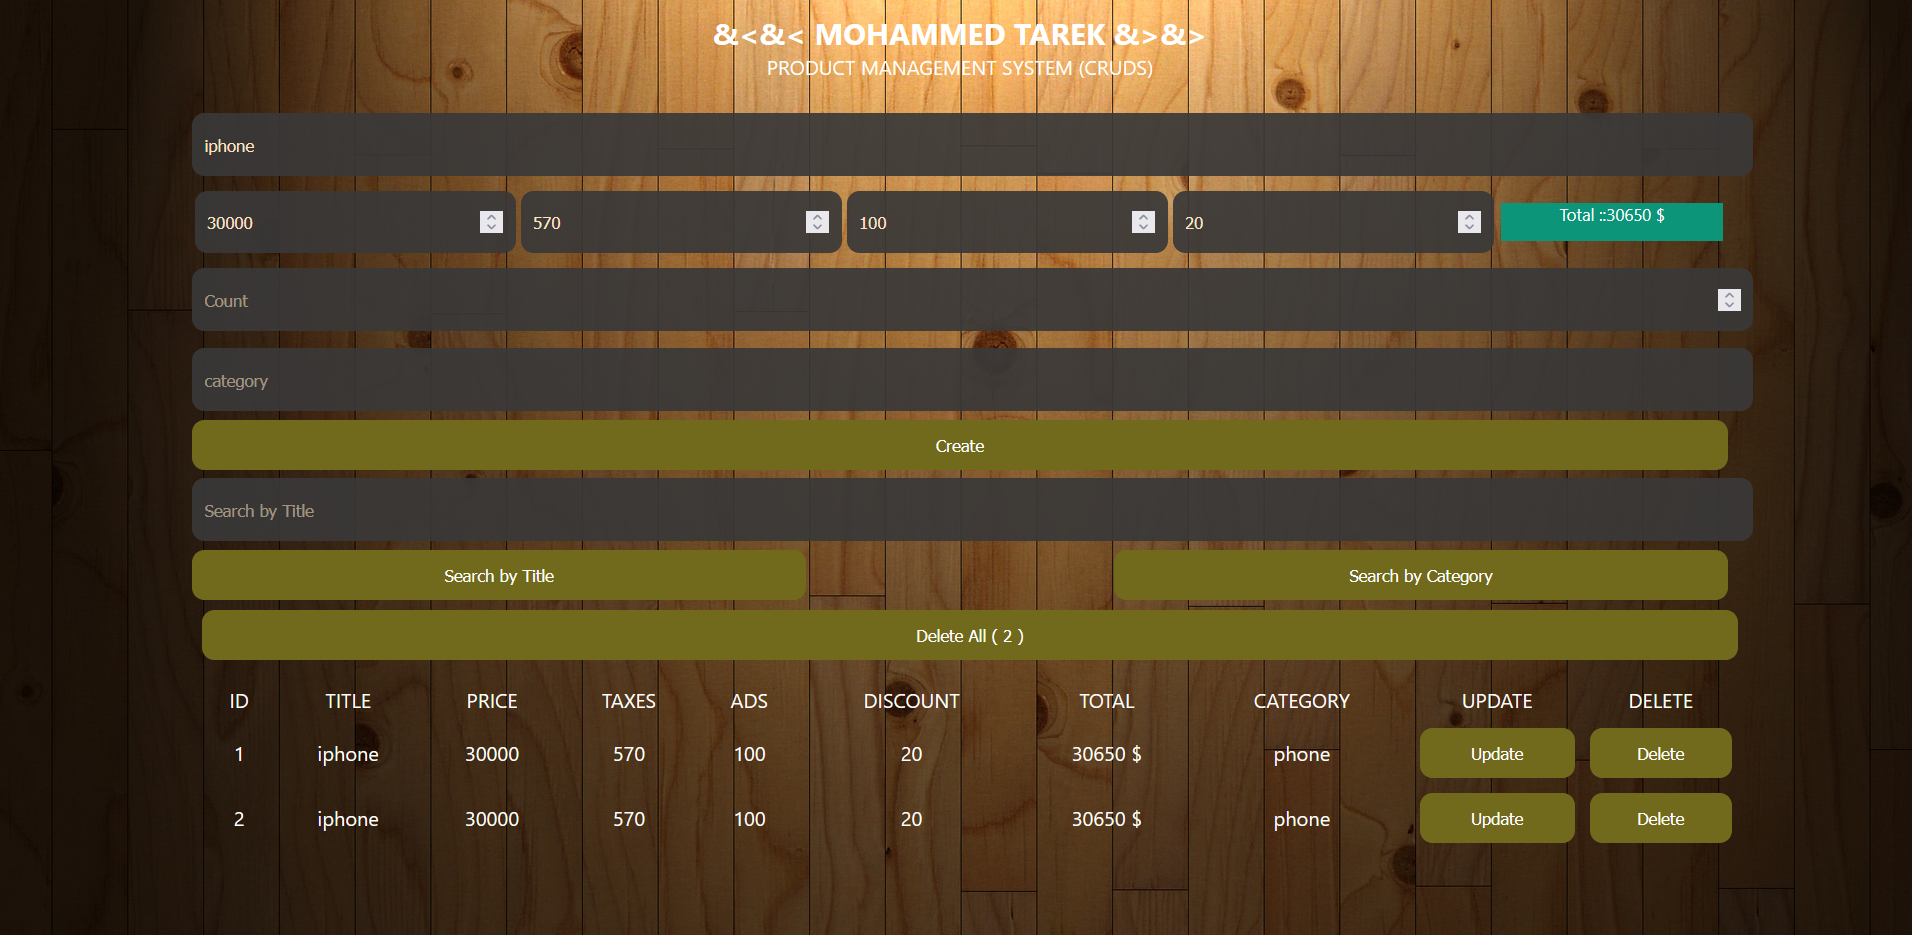 &<&< MOHAMMED TAREK &>&>
PRODUCT MANAGEMENT SYSTEM (CRUDS)
iphone
30000 570 100 20 Total ::30650 $
Count
category
Create
Search by Title
Search by Title Search by Category
Delete All ( 2 )
ID TITLE PRICE TAXES ADS DISCOUNT TOTAL CATEGORY UPDATE DELETE
1 iphone 30000 570 100 20 30650 $ phone Update Delete
2 iphone 30000 570 100 20 30650 $ phone Update Delete